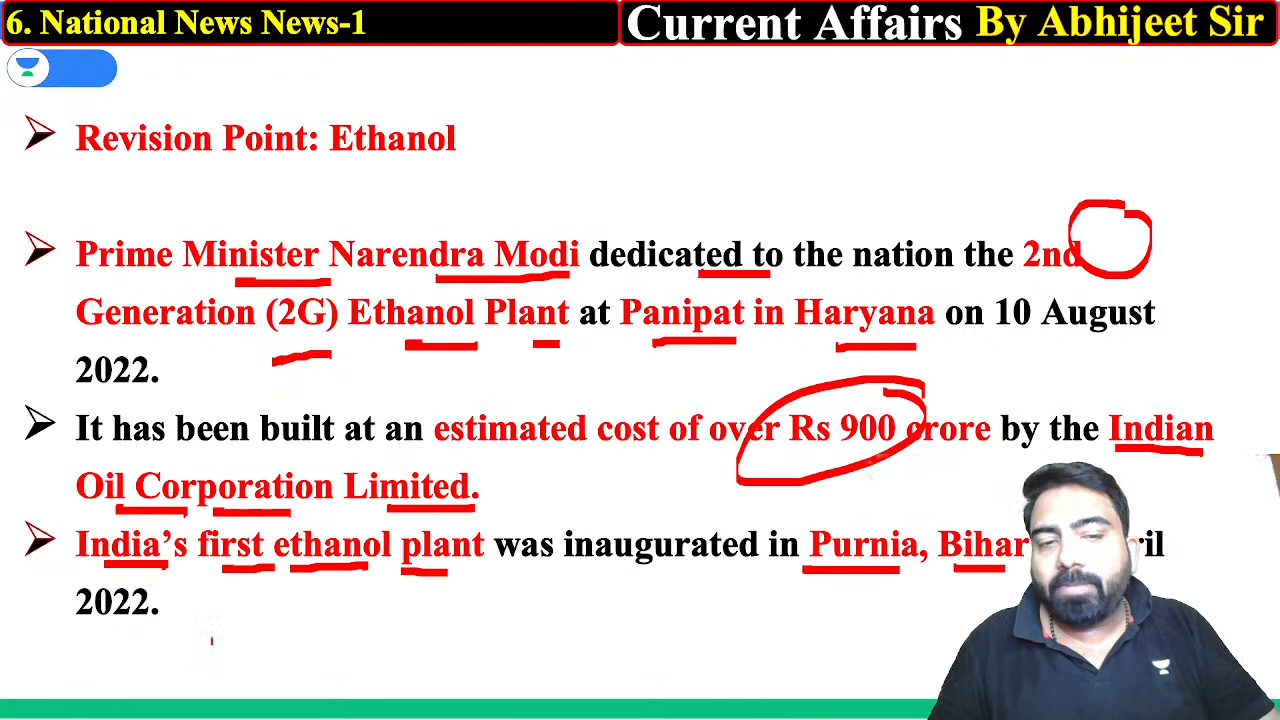 6. National News News-1
Current Affairs By Abhijeet Sir
Revision Point: Ethanol
Prime Minister Narendra Modi dedicated to the nation the 2nd
Generation (2G) Ethanol Plant at Panipat in Haryana on 10 August
2022.
It has been built at an estimated cost of over Rs 900 crore by the Indian
Oil Corporation Limited.
India's first ethanol plant was inaugurated in Purnia, Bihar ril
2022.